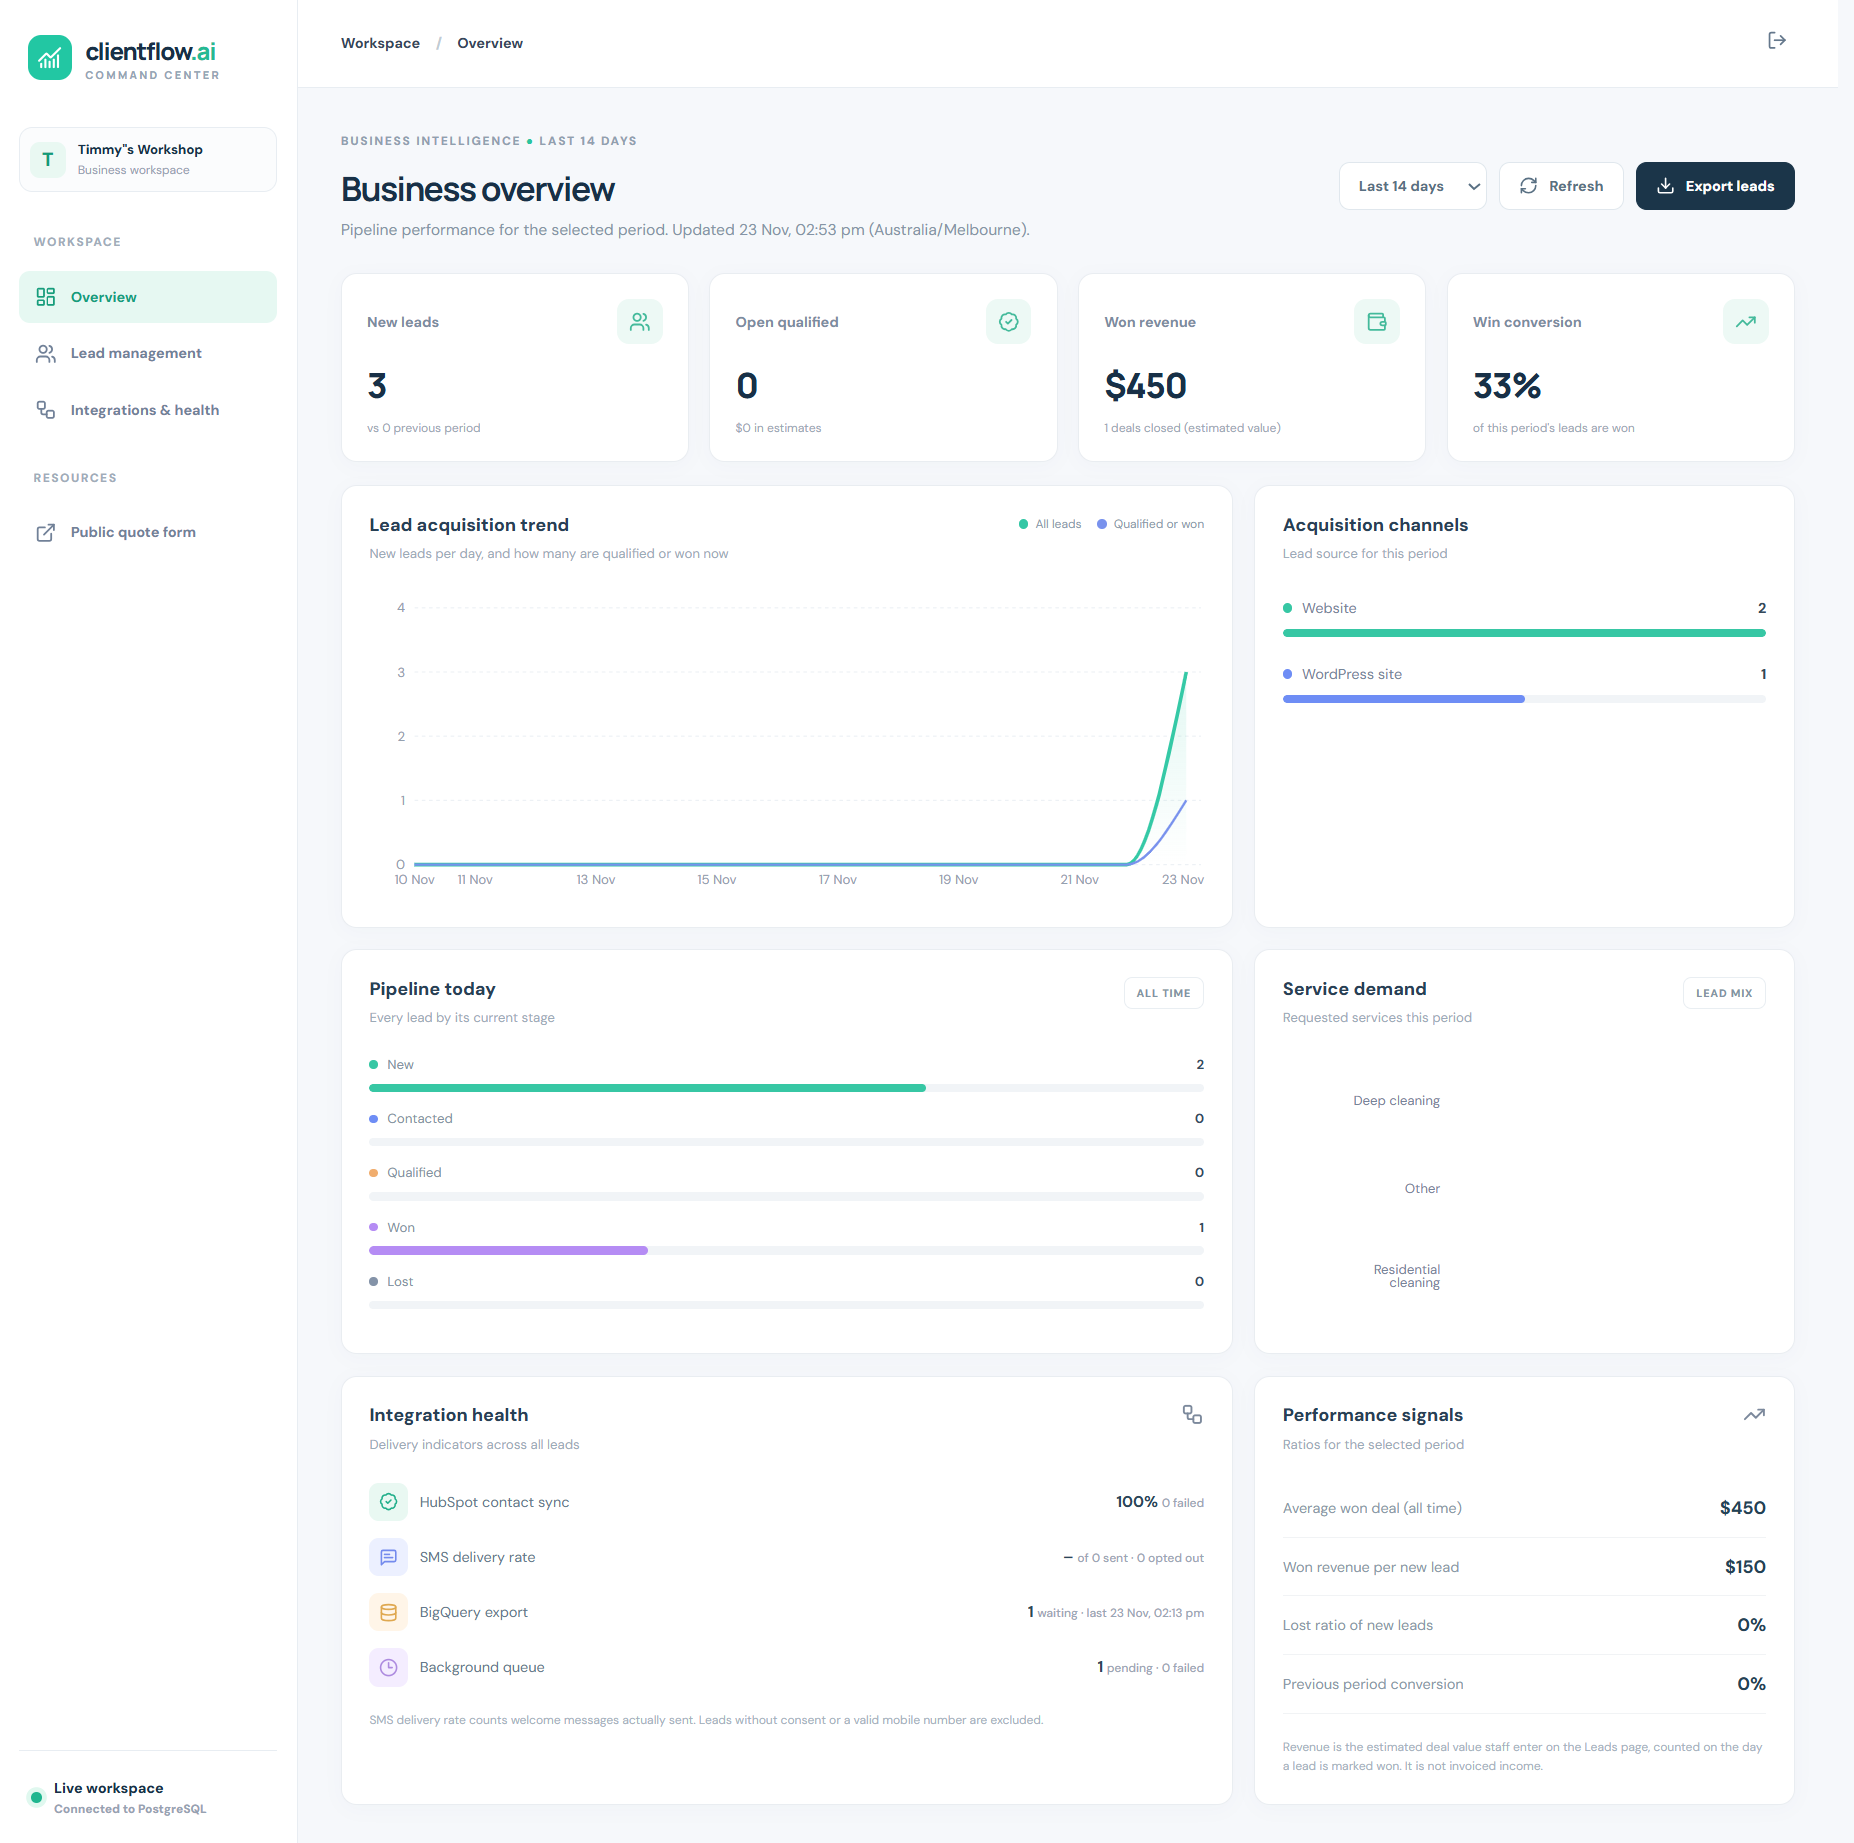 clientflow.ai
COMMAND CENTER
Timmy"s Workshop
T
Business workspace
WORKSPACE
Overview
Lead management
Integrations & health
RESOURCES
Public quote form
Live workspace
Connected to PostgreSQL
Workspace / Overview
BUSINESS INTELLIGENCE • LAST 14 DAYS
Business overview
Pipeline performance for the selected period. Updated 23 Nov, 02:53 pm (Australia/Melbourne).
Last 14 days
Refresh
Export leads
New leads
3
vs 0 previous period
Open qualified
0
$0 in estimates
Won revenue
$450
1 deals closed (estimated value)
Win conversion
33%
of this period's leads are won
Lead acquisition trend
All leads
Qualified or won
New leads per day, and how many are qualified or won now
4
3
2
1
0
10 Nov 11 Nov 13 Nov 15 Nov 17 Nov 19 Nov 21 Nov 23 Nov
Acquisition channels
Lead source for this period
Website 2
WordPress site 1
Pipeline today
ALL TIME
Every lead by its current stage
New 2
Contacted 0
Qualified 0
Won 1
Lost 0
Service demand
LEAD MIX
Requested services this period
Deep cleaning
Other
Residential
cleaning
Integration health
Delivery indicators across all leads
HubSpot contact sync 100% 0 failed
SMS delivery rate – of 0 sent · 0 opted out
BigQuery export 1 waiting · last 23 Nov, 02:13 pm
Background queue 1 pending · 0 failed
SMS delivery rate counts welcome messages actually sent. Leads without consent or a valid mobile number are excluded.
Performance signals
Ratios for the selected period
Average won deal (all time) $450
Won revenue per new lead $150
Lost ratio of new leads 0%
Previous period conversion 0%
Revenue is the estimated deal value staff enter on the Leads page, counted on the day
a lead is marked won. It is not invoiced income.